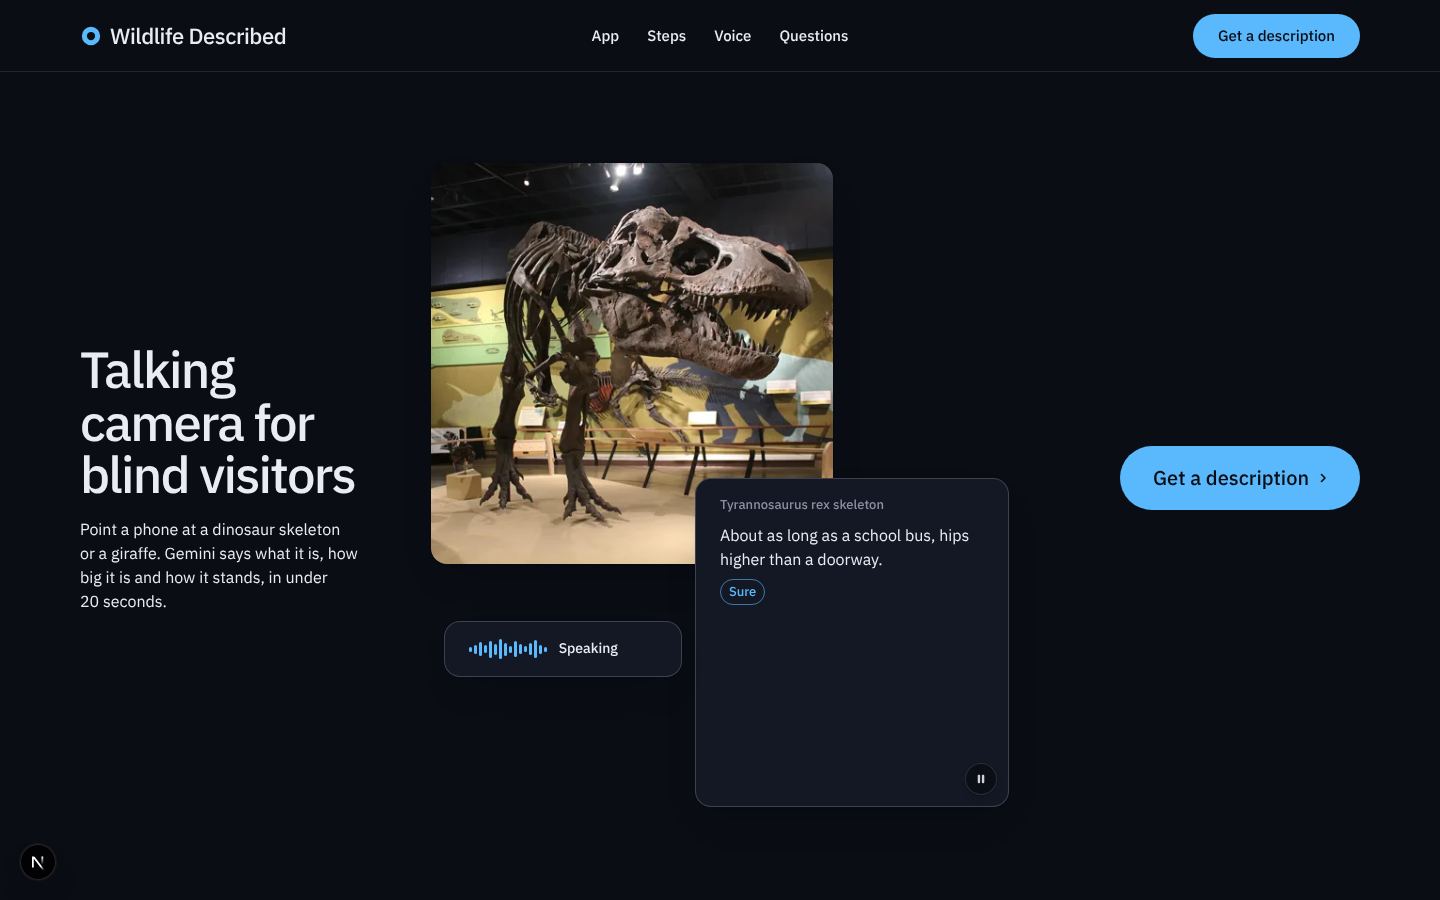 Wildlife Described
App
Steps
Voice
Questions
Get a description
Talking
camera for
blind visitors
Point a phone at a dinosaur skeleton
or a giraffe. Gemini says what it is, how
big it is and how it stands, in under
20 seconds.
Speaking
Tyrannosaurus rex skeleton
About as long as a school bus, hips
higher than a doorway.
Sure
Get a description
N